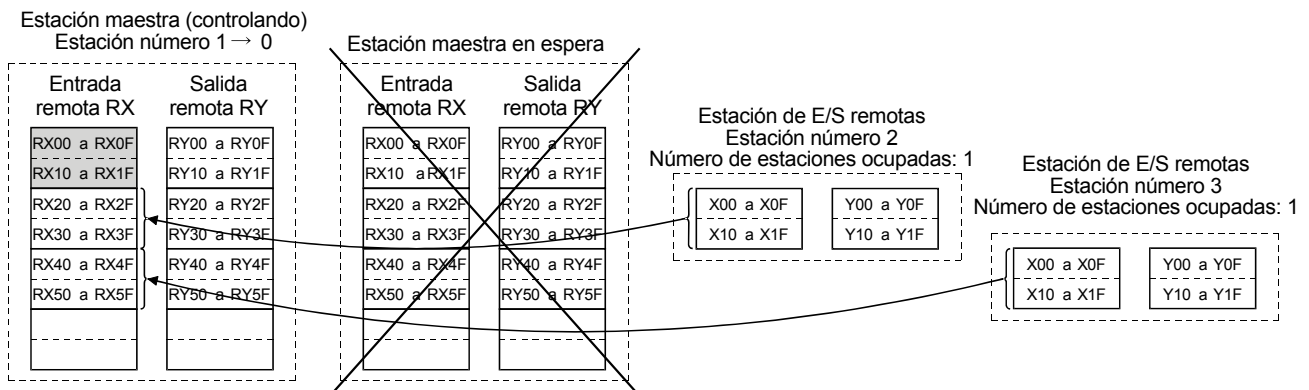 Estación maestra (controlando)
Estación número 1 → 0
Entrada remota RX
Salida remota RY
RX00 a RX0F
RY00 a RY0F
RX10 a RX1F
RY10 a RY1F
RX20 a RX2F
RY20 a RY2F
RX30 a RX3F
RY30 a RY3F
RX40 a RX4F
RY40 a RY4F
RX50 a RX5F
RY50 a RY5F
Estación maestra en espera
Entrada remota RX
Salida remota RY
RX00 a RX0F
RY00 a RY0F
RX10 a RX1F
RY10 a RY1F
RX20 a RX2F
RY20 a RY2F
RX30 a RX3F
RY30 a RY3F
RX40 a RX4F
RY40 a RY4F
RX50 a RX5F
RY50 a RY5F
Estación de E/S remotas
Estación número 2
Número de estaciones ocupadas: 1
X00 a X0F
Y00 a Y0F
X10 a X1F
Y10 a Y1F
Estación de E/S remotas
Estación número 3
Número de estaciones ocupadas: 1
X00 a X0F
Y00 a Y0F
X10 a X1F
Y10 a Y1F